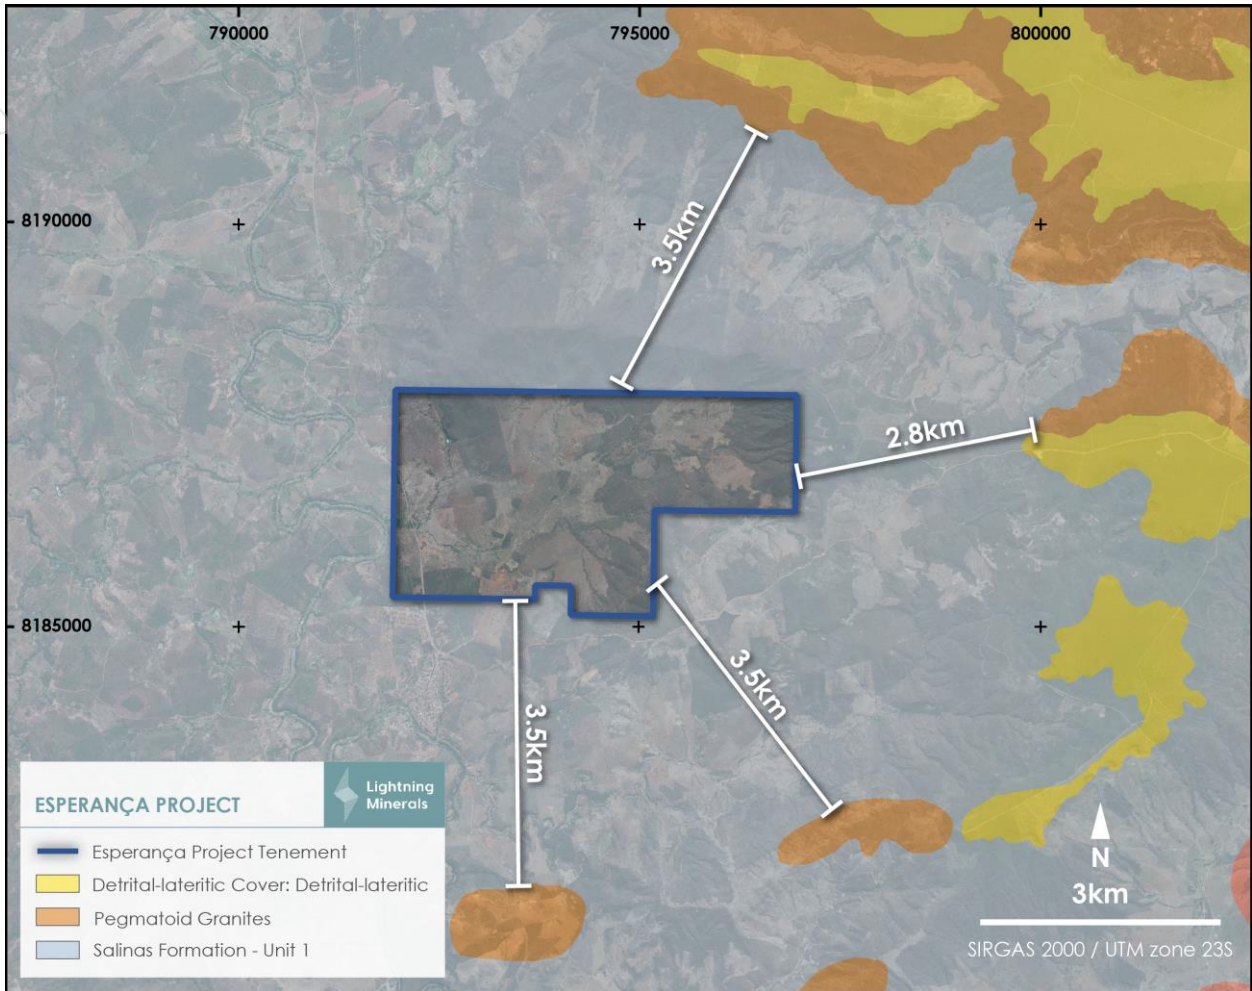 790000
795000
800000
8190000
3.5km
2.8km
8185000
3.5km
3.5km
ESPERANÇA PROJECT
Lightning
Minerals
Esperança Project Tenement
Detrital-lateritic Cover: Detrital-lateritic
Pegmatoid Granites
Salinas Formation - Unit 1
N
3km
SIRGAS 2000 / UTM zone 23S